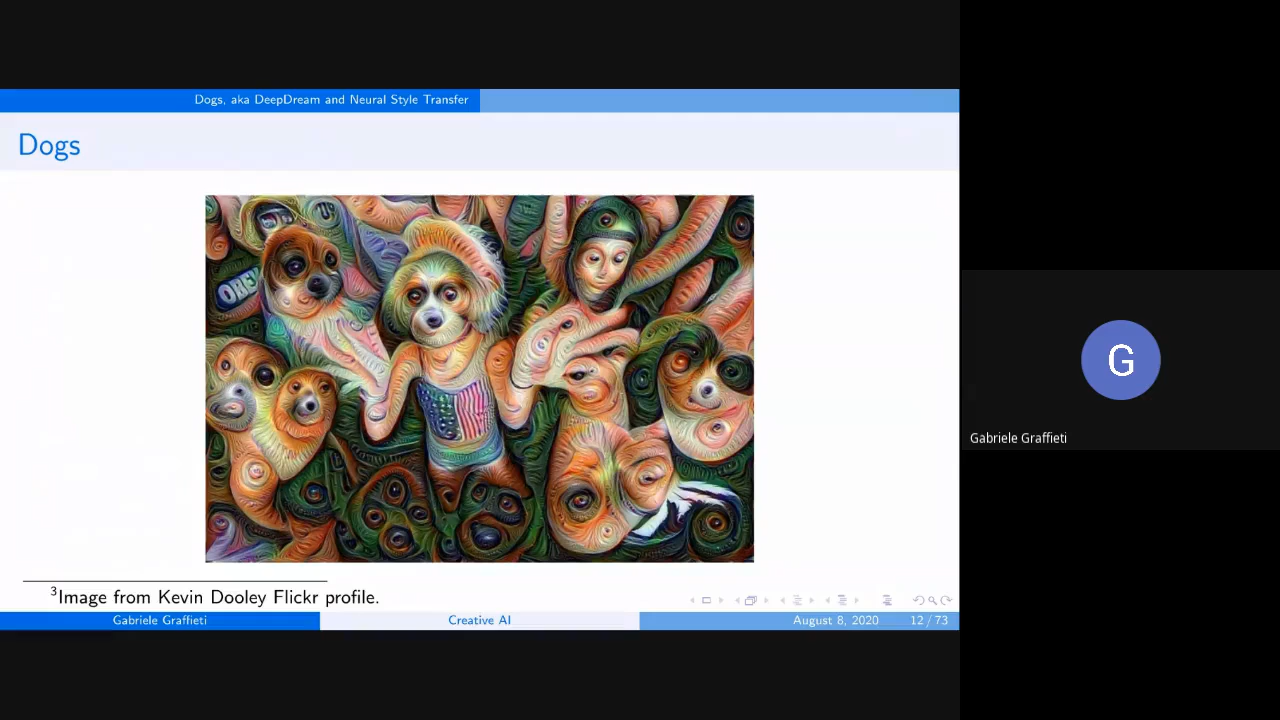 Dogs, aka DeepDream and Neural Style Transfer
Dogs
OBEY
3Image from Kevin Dooley Flickr profile.
Gabriele Graffieti
Creative AI
August 8, 2020
12 / 73
G
Gabriele Graffieti